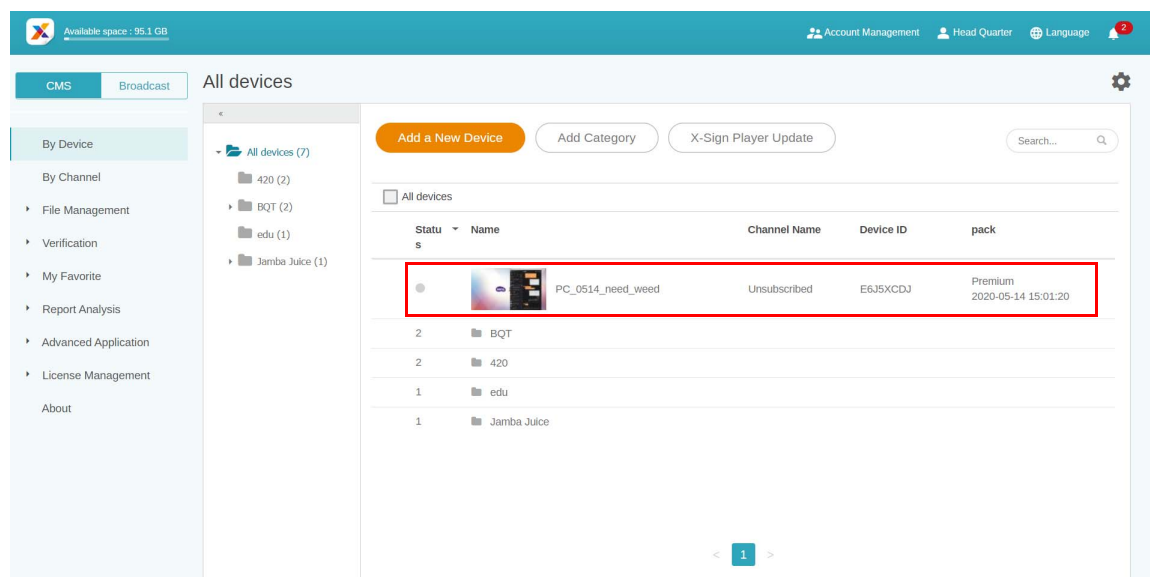 Available space : 95.1 GB
Account Management
Head Quarter
Language
2
CMS
Broadcast
All devices
«
By Device
By Channel
File Management
Verification
My Favorite
Report Analysis
Advanced Application
License Management
About
All devices (7)
420 (2)
BQT (2)
edu (1)
Jamba Juice (1)
Add a New Device
Add Category
X-Sign Player Update
Search...
All devices
Statu
s
Name
Channel Name
Device ID
pack
PC_0514_need_weed
Unsubscribed
E6J5XCDJ
Premium
2020-05-14 15:01:20
2 BQT
2 420
1 edu
1 Jamba Juice
< 1 >